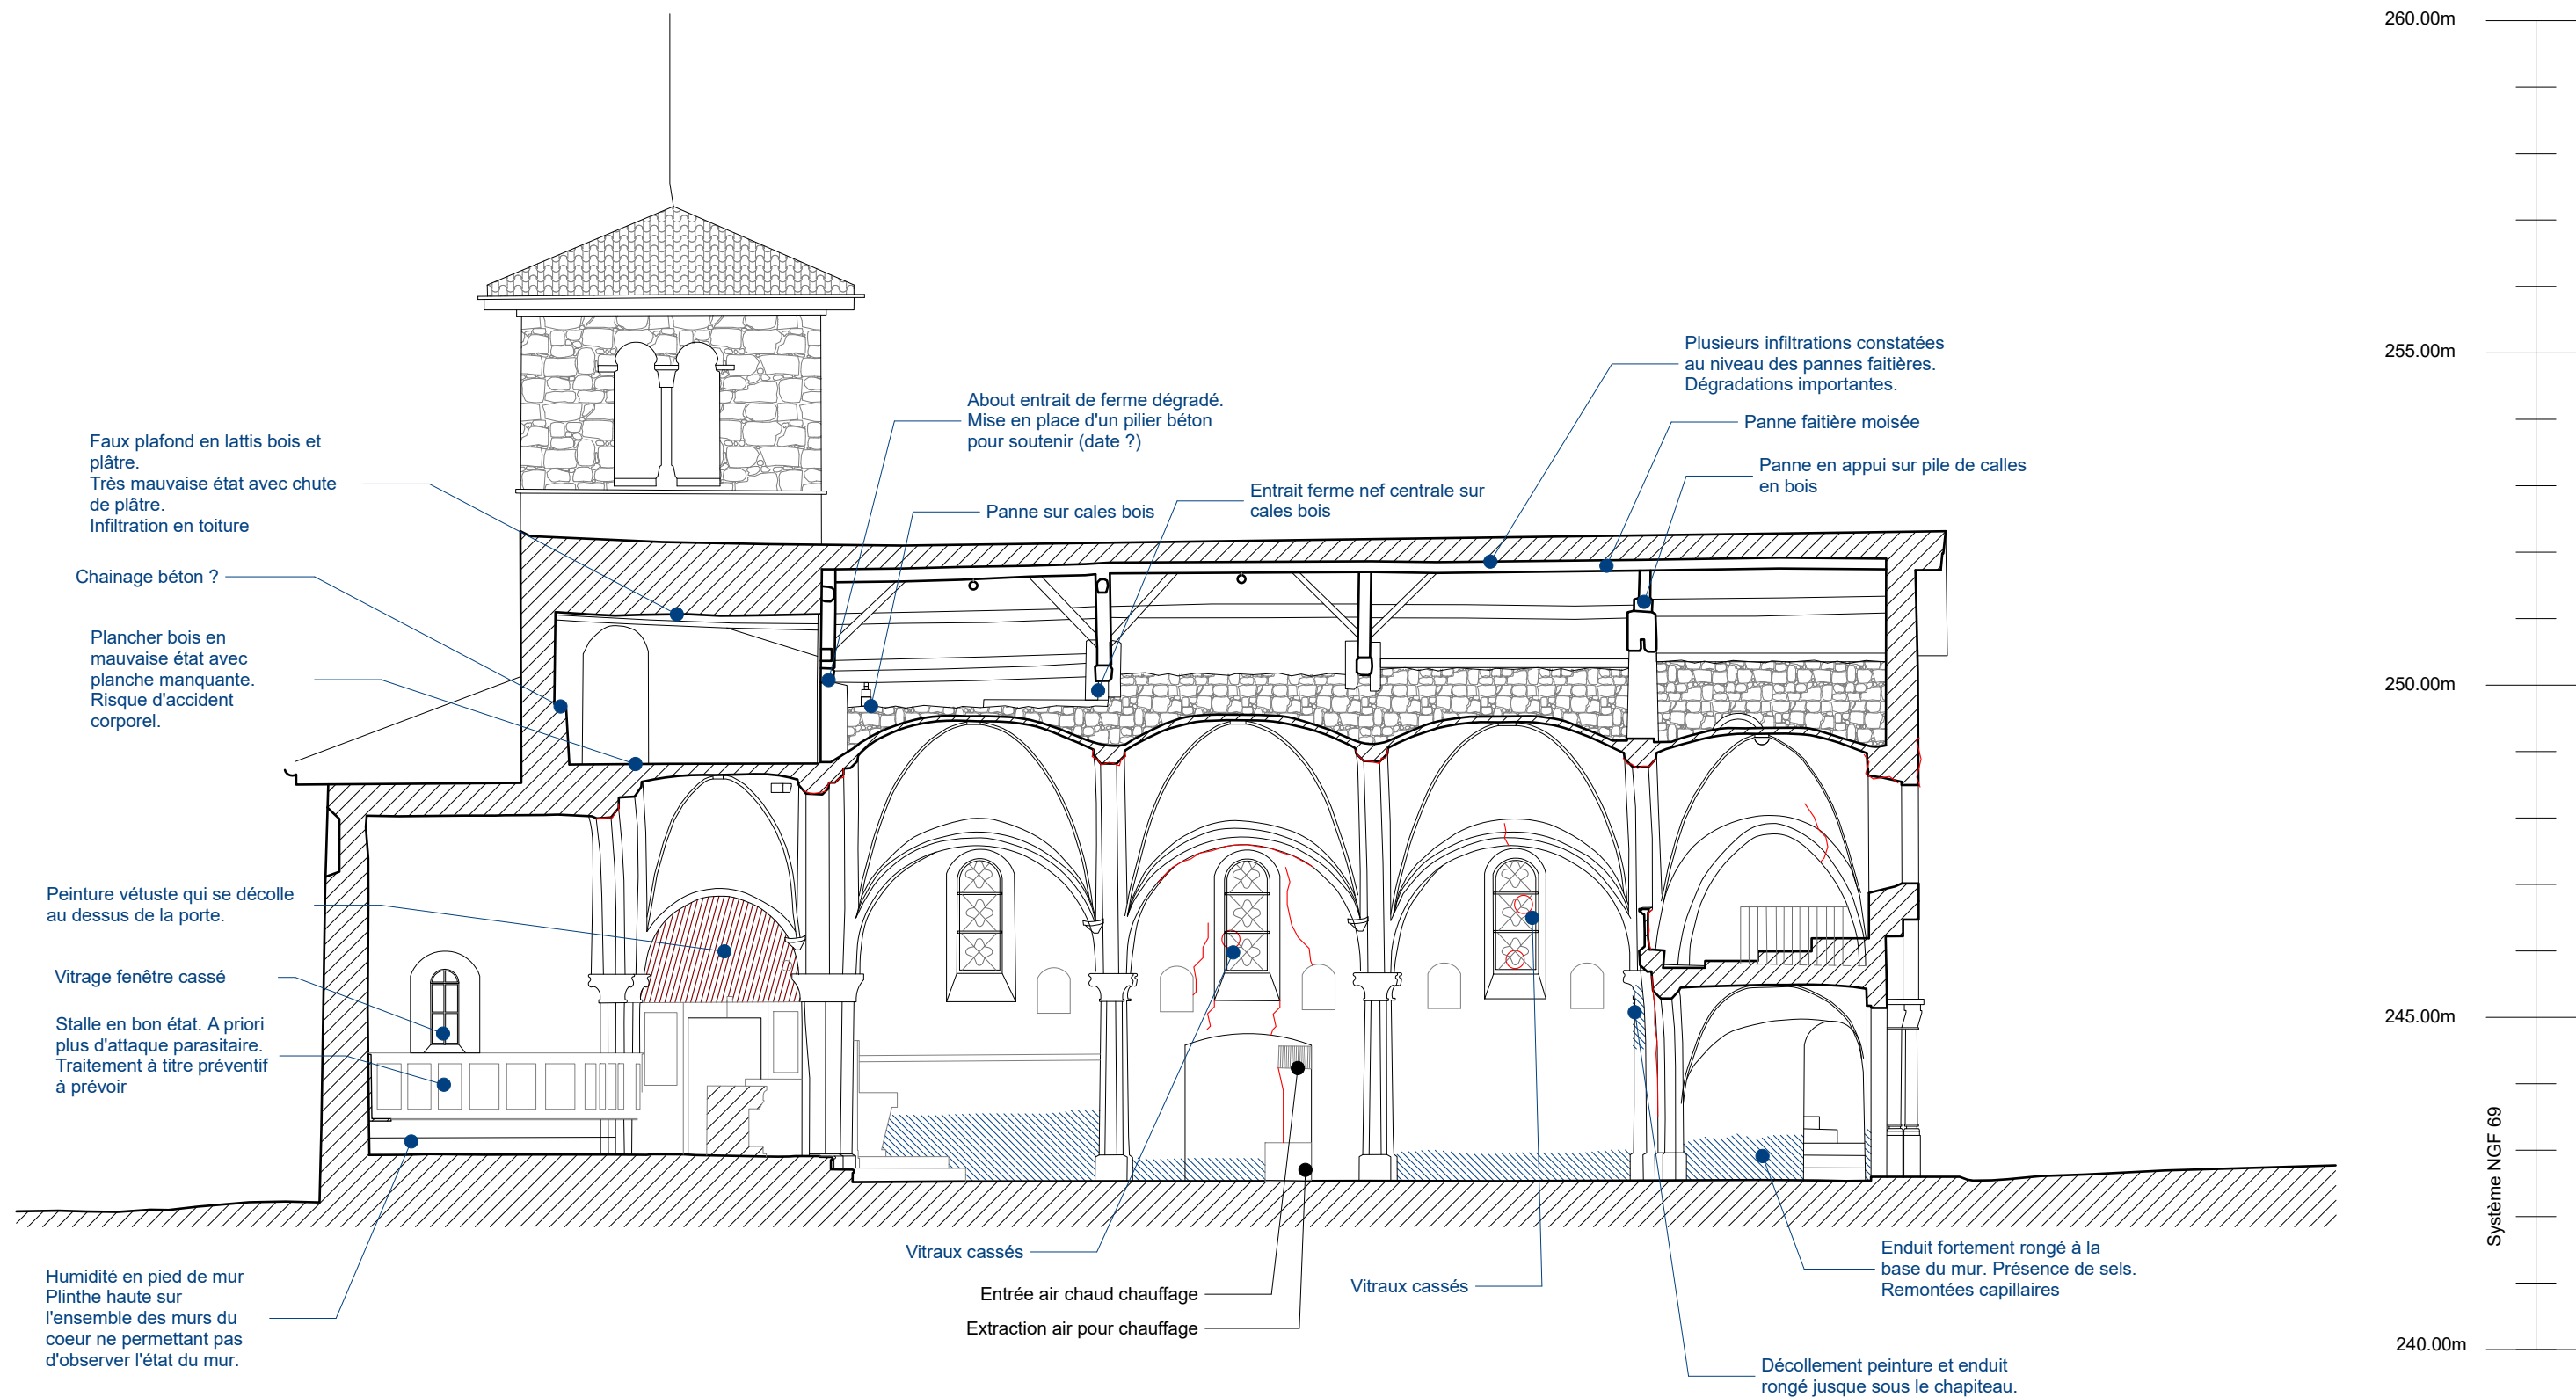 260.00m
Plusieurs infiltrations constatées
au niveau des pannes faitières.
Dégradations importantes.
255.00m
About entrait de ferme dégradé.
Mise en place d'un pilier béton
pour soutenir (date ?)
Panne faitière moisée
Faux plafond en lattis bois et
plâtre.
Très mauvaise état avec chute
de plâtre.
Infiltration en toiture
Panne en appui sur pile de calles
en bois
Entrait ferme nef centrale sur
cales bois
Panne sur cales bois
Chainage béton ?
Plancher bois en
mauvaise état avec
planche manquante.
Risque d'accident
corporel.
250.00m
Peinture vétuste qui se décolle
au dessus de la porte.
Vitrage fenêtre cassé
Stalle en bon état. A priori
plus d'attaque parasitaire.
Traitement à titre préventif
à prévoir
245.00m
Système NGF 69
Vitraux cassés
Entrée air chaud chauffage
Extraction air pour chauffage
Vitraux cassés
Enduit fortement rongé à la
base du mur. Présence de sels.
Remontées capillaires
Humidité en pied de mur
Plinthe haute sur
l'ensemble des murs du
coeur ne permettant pas
d'observer l'état du mur.
240.00m
Décollement peinture et enduit
rongé jusque sous le chapiteau.